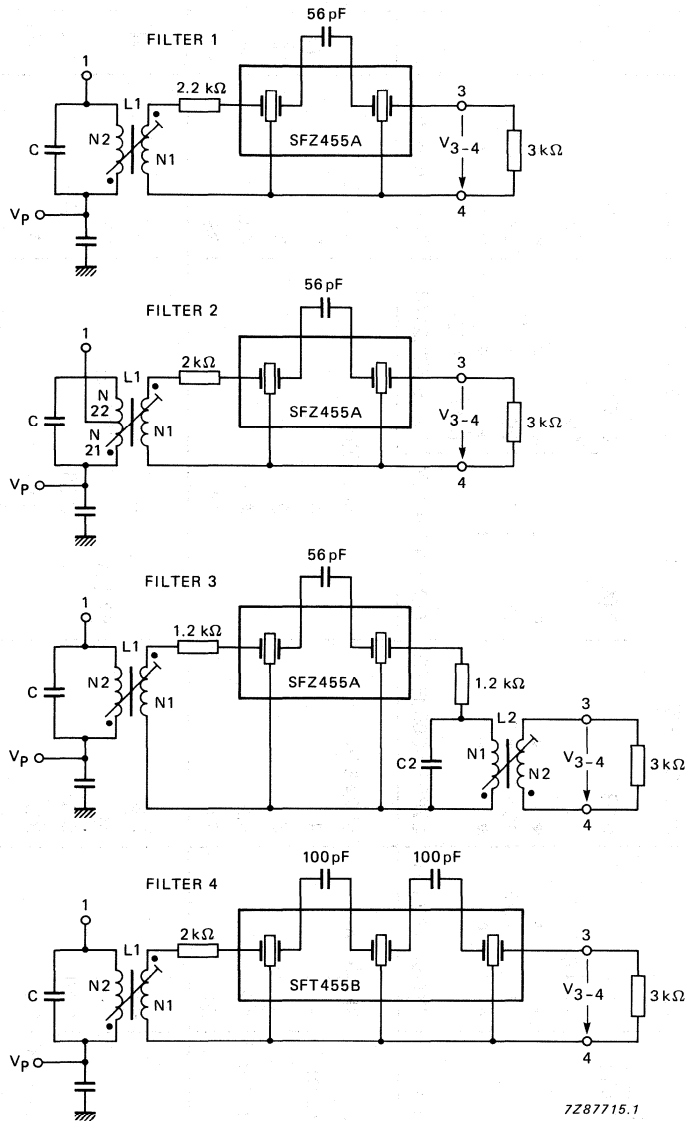 56 pF
FILTER 1
1
2.2 kΩ
L1
3
C
N2
N1
SFZ455A
V3-4
3 kΩ
4
VP
56 pF
FILTER 2
1
2 kΩ
L1
3
C
N
22
N
21
N1
SFZ455A
V3-4
3 kΩ
4
VP
56 pF
FILTER 3
1
1.2 kΩ
L1
C
N2
N1
SFZ455A
1.2 kΩ
L2
3
C2
N1
N2
V3-4
3 kΩ
4
VP
100 pF 100 pF
FILTER 4
1
2 kΩ
L1
3
C
N2
N1
SFT455B
V3-4
3 kΩ
4
VP
7Z87715.1